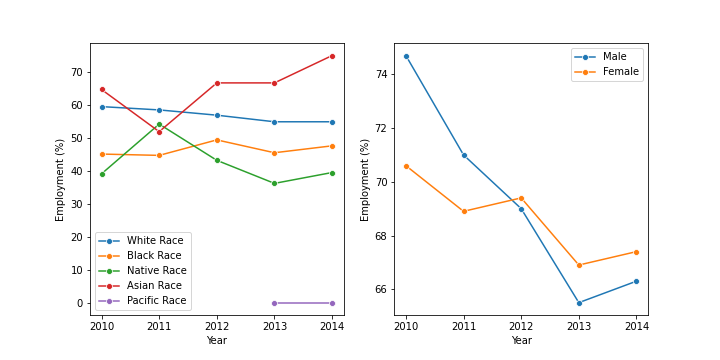 Employment (%)
70
60
50
40
30
20
10
0
White Race
Black Race
Native Race
Asian Race
Pacific Race
2010 2011 2012 2013 2014
Year
Employment (%)
74
72
70
68
66
Male
Female
2010 2011 2012 2013 2014
Year